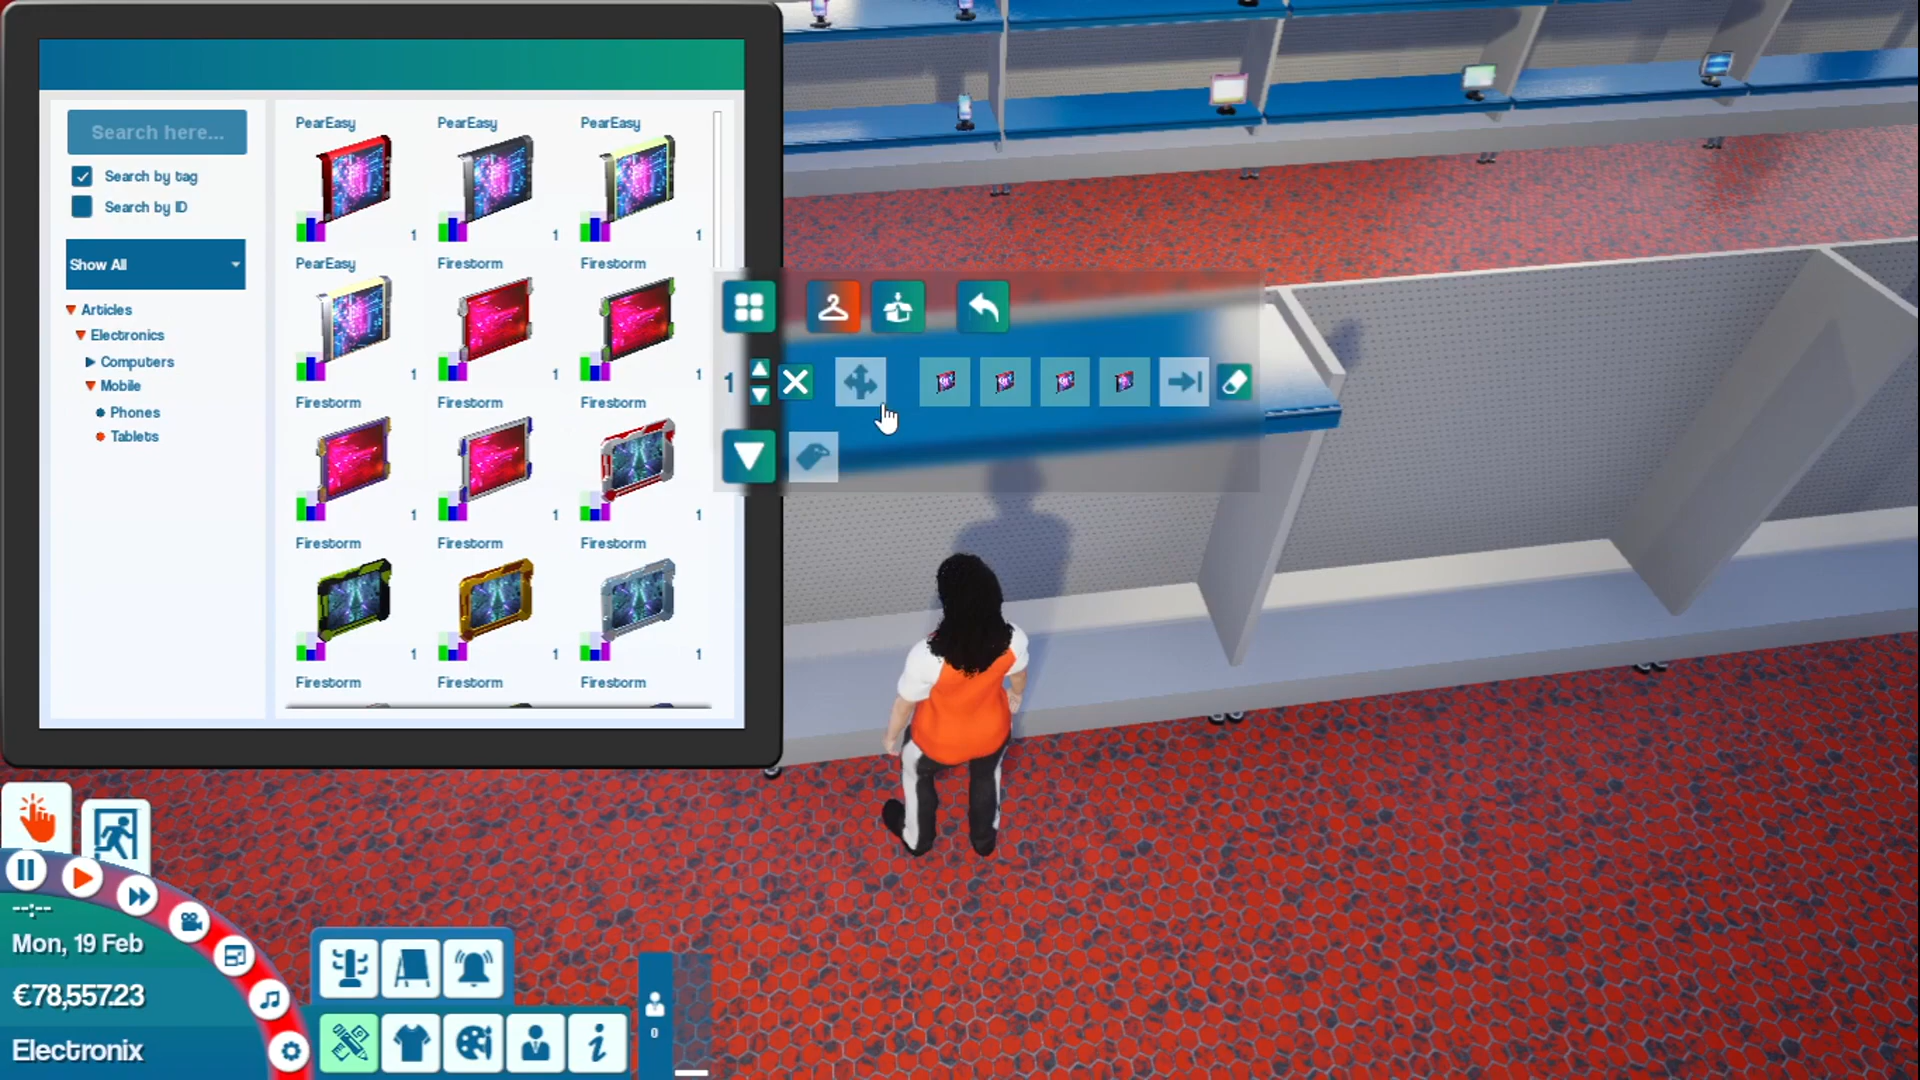 Search here...
Search by tag
Search by ID
Show All
Articles
Electronics
Computers
Mobile
Phones
Tablets
PearEasy PearEasy PearEasy
1 1 1
PearEasy Firestorm Firestorm
1 1 1
Firestorm Firestorm Firestorm
1 1 1
Firestorm Firestorm Firestorm
1 1 1
Firestorm Firestorm Firestorm
1
--:--
Mon, 19 Feb
€78,557.23
Electronix
0